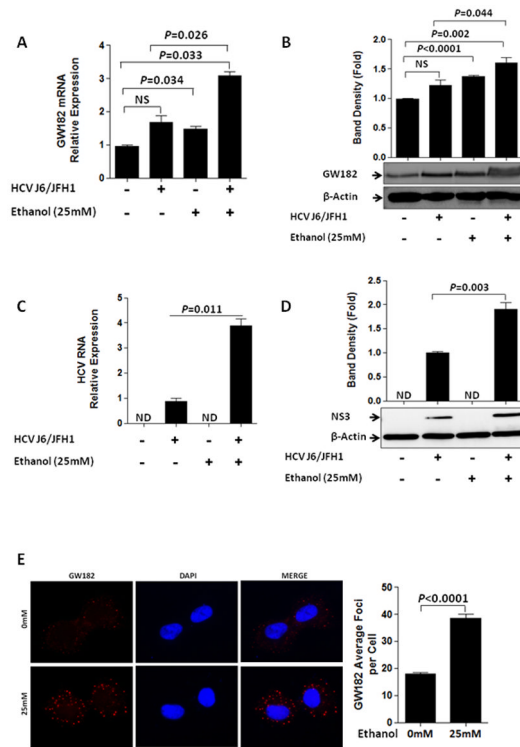 A
P=0.026
P=0.033
P=0.034
NS
GW182 mRNA
Relative Expression
4
3
2
1
0
HCV J6/JFH1 - + - +
Ethanol (25mM) - - + +
B
P=0.044
P=0.002
P<0.0001
NS
Band Density (Fold)
2.0
1.5
1.0
0.5
0.0
GW182
β-Actin
HCV J6/JFH1 - + - +
Ethanol (25mM) - - + +
C
P=0.011
HCV RNA
Relative Expression
5
4
3
2
1
0
ND
ND
HCV J6/JFH1 - + - +
Ethanol (25mM) - - + +
D
P=0.003
Band Density (Fold)
2.0
1.5
1.0
0.5
0.0
ND
ND
NS3
β-Actin
HCV J6/JFH1 - + - +
Ethanol (25mM) - - + +
E
GW182 DAPI MERGE
0mM
25mM
P<0.0001
GW182 Average Foci
per Cell
50
40
30
20
10
0
Ethanol 0mM 25mM